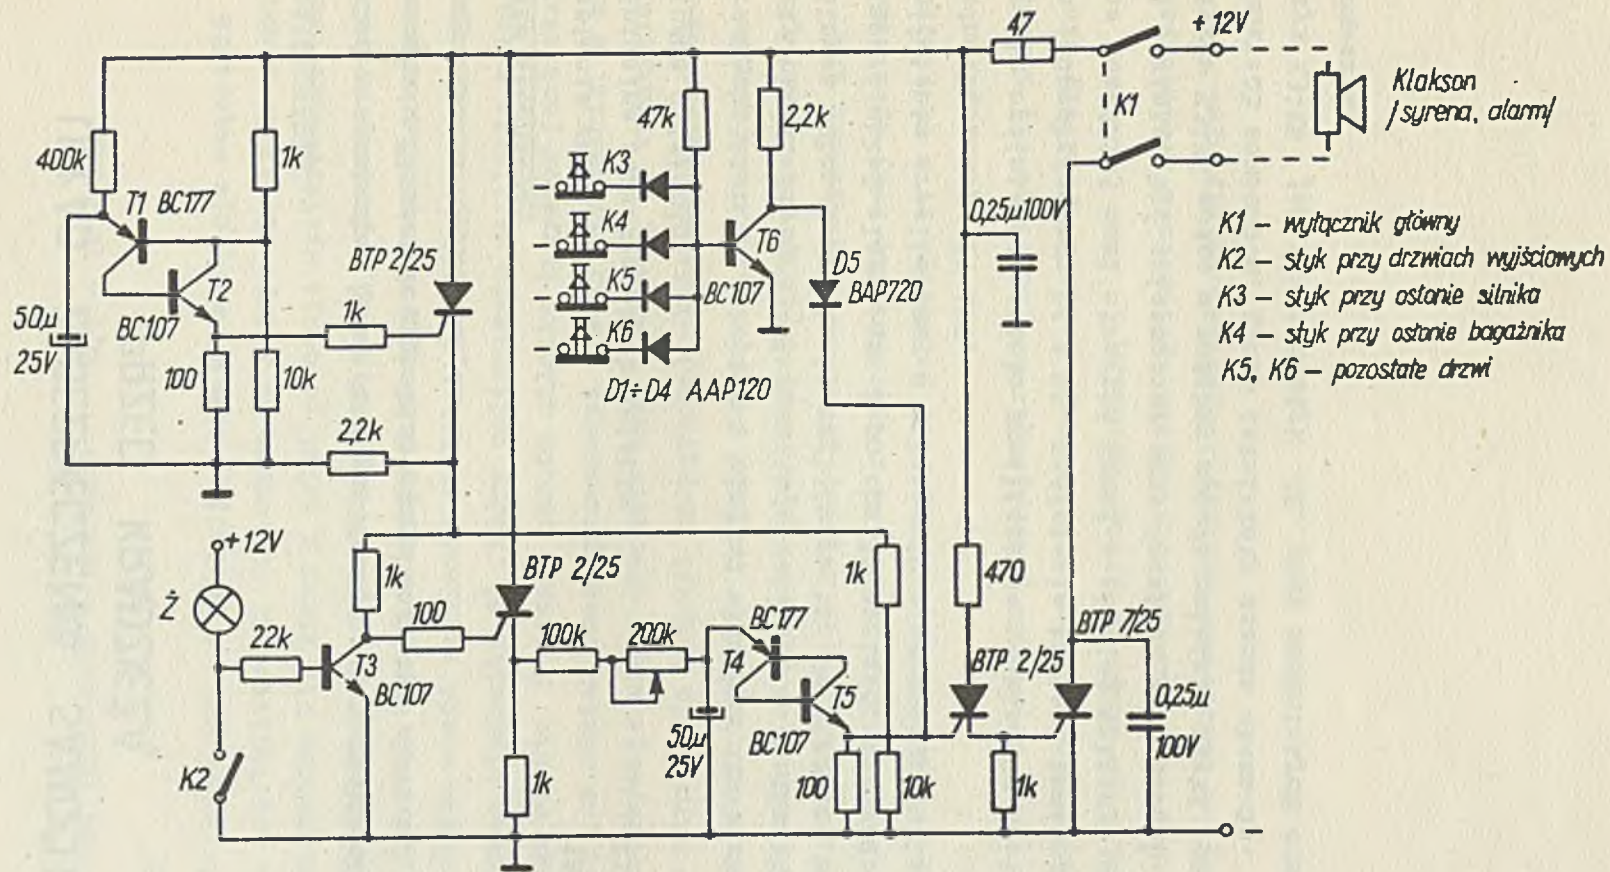 47
+12V
K1
Klakson
/syrena, alarm/
400k
1k
T1 BC177
T2
BC107
50µ
25V
100
10k
1k
BTP 2/25
2,2k
47k
2,2k
K3
K4
K5
K6
T6
BC107
D1÷D4 AAP120
D5
BAP720
0,25µ100V
K1 – wyłącznik główny
K2 – styk przy drzwiach wyjściowych
K3 – styk przy osłonie silnika
K4 – styk przy osłonie bagażnika
K5, K6 – pozostałe drzwi
+12V
Ż
K2
22k
1k
T3
BC107
100
BTP 2/25
1k
100k
200k
50µ
25V
BC177
T4
T5
BC107
100
1k
10k
470
BTP 2/25
1k
BTP 7/25
0,25µ
100V
–